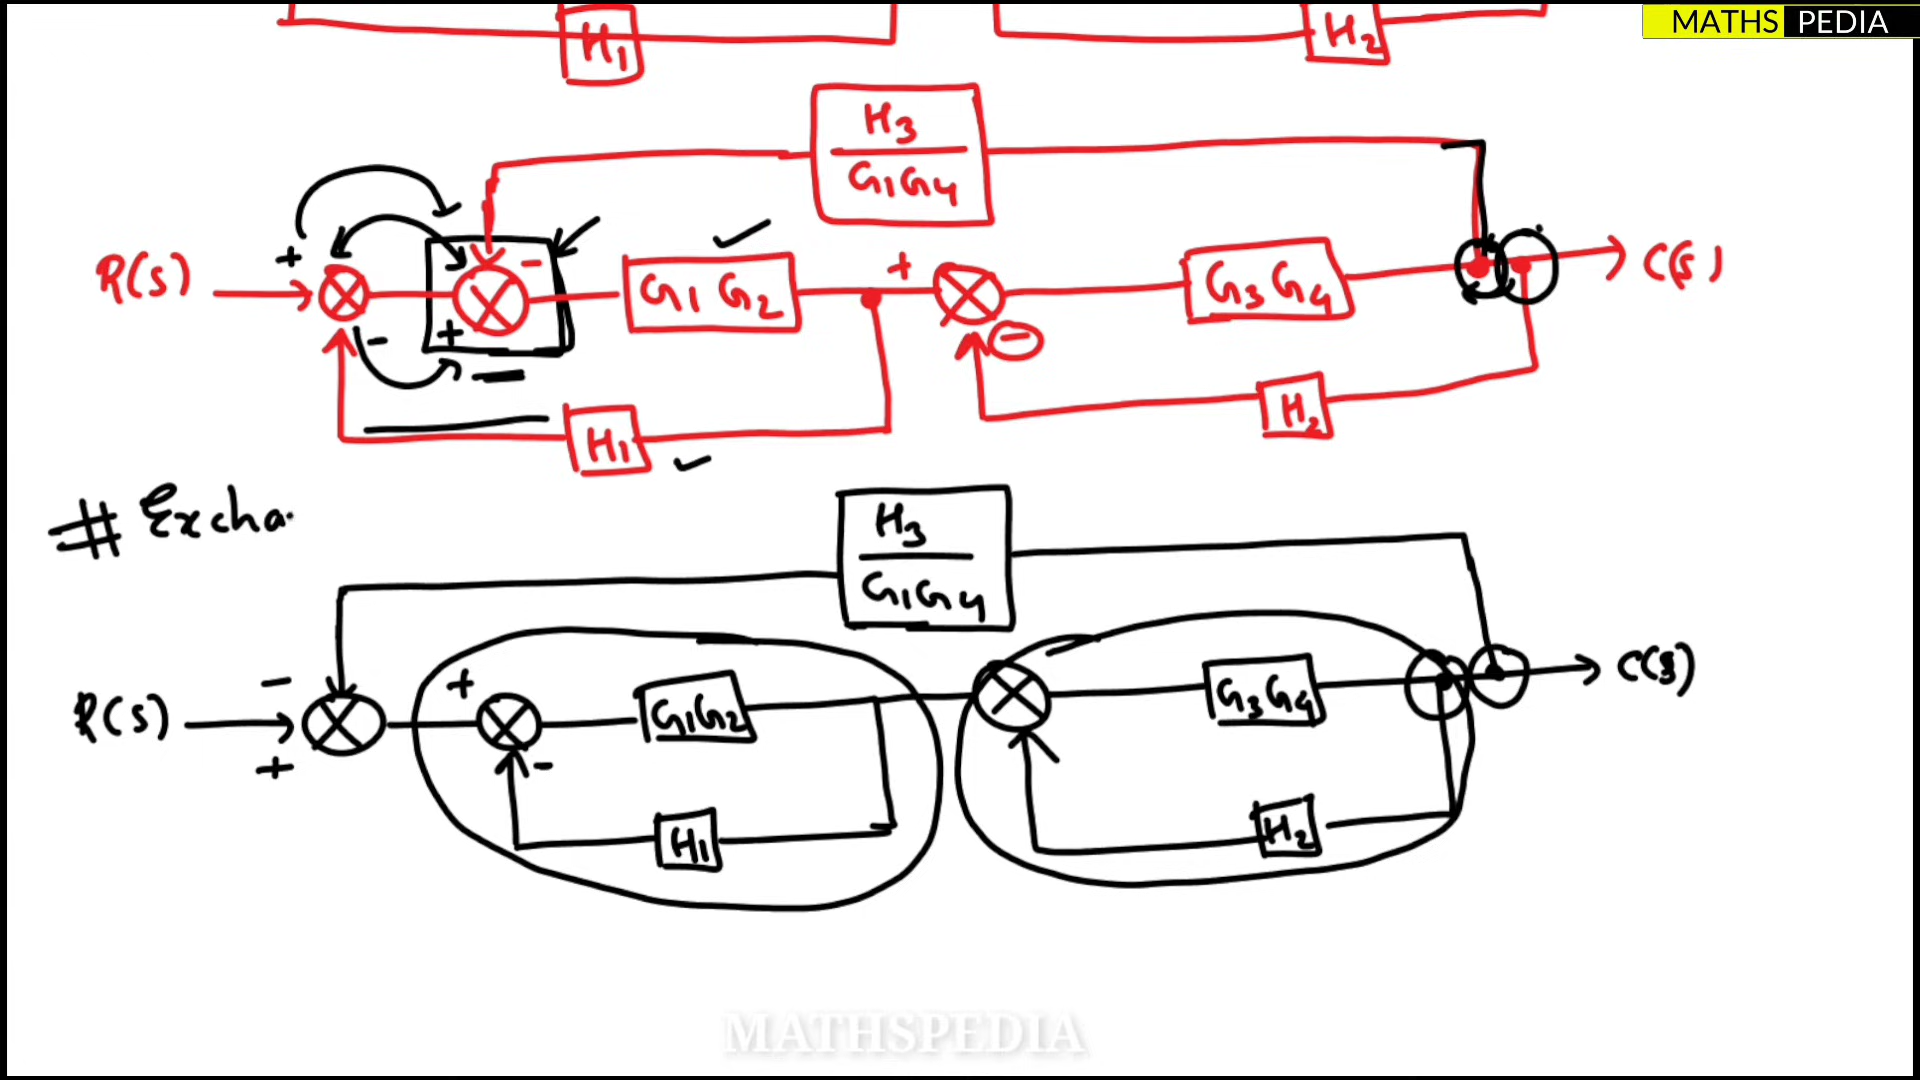 MATHS PEDIA
H1
H2
H3
G1G4
R(s)
+
-
G1 G2
+
G3 G4
C(s)
+
-
-
H1
H2
# Excha
H3
G1G4
R(s)
-
+
+
G1G2
G3G4
C(s)
-
H1
H2
MATHSPEDIA